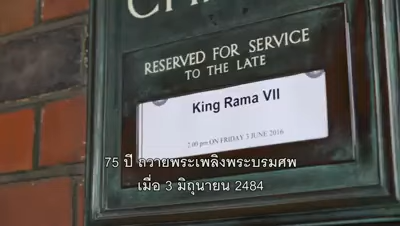 RESERVED FOR SERVICE
TO THE LATE
King Rama VII
2:00 pm ON FRIDAY 3 JUNE 2016
75 ปี ถวายพระเพลิงพระบรมศพ
เมื่อ 3 มิถุนายน 2484